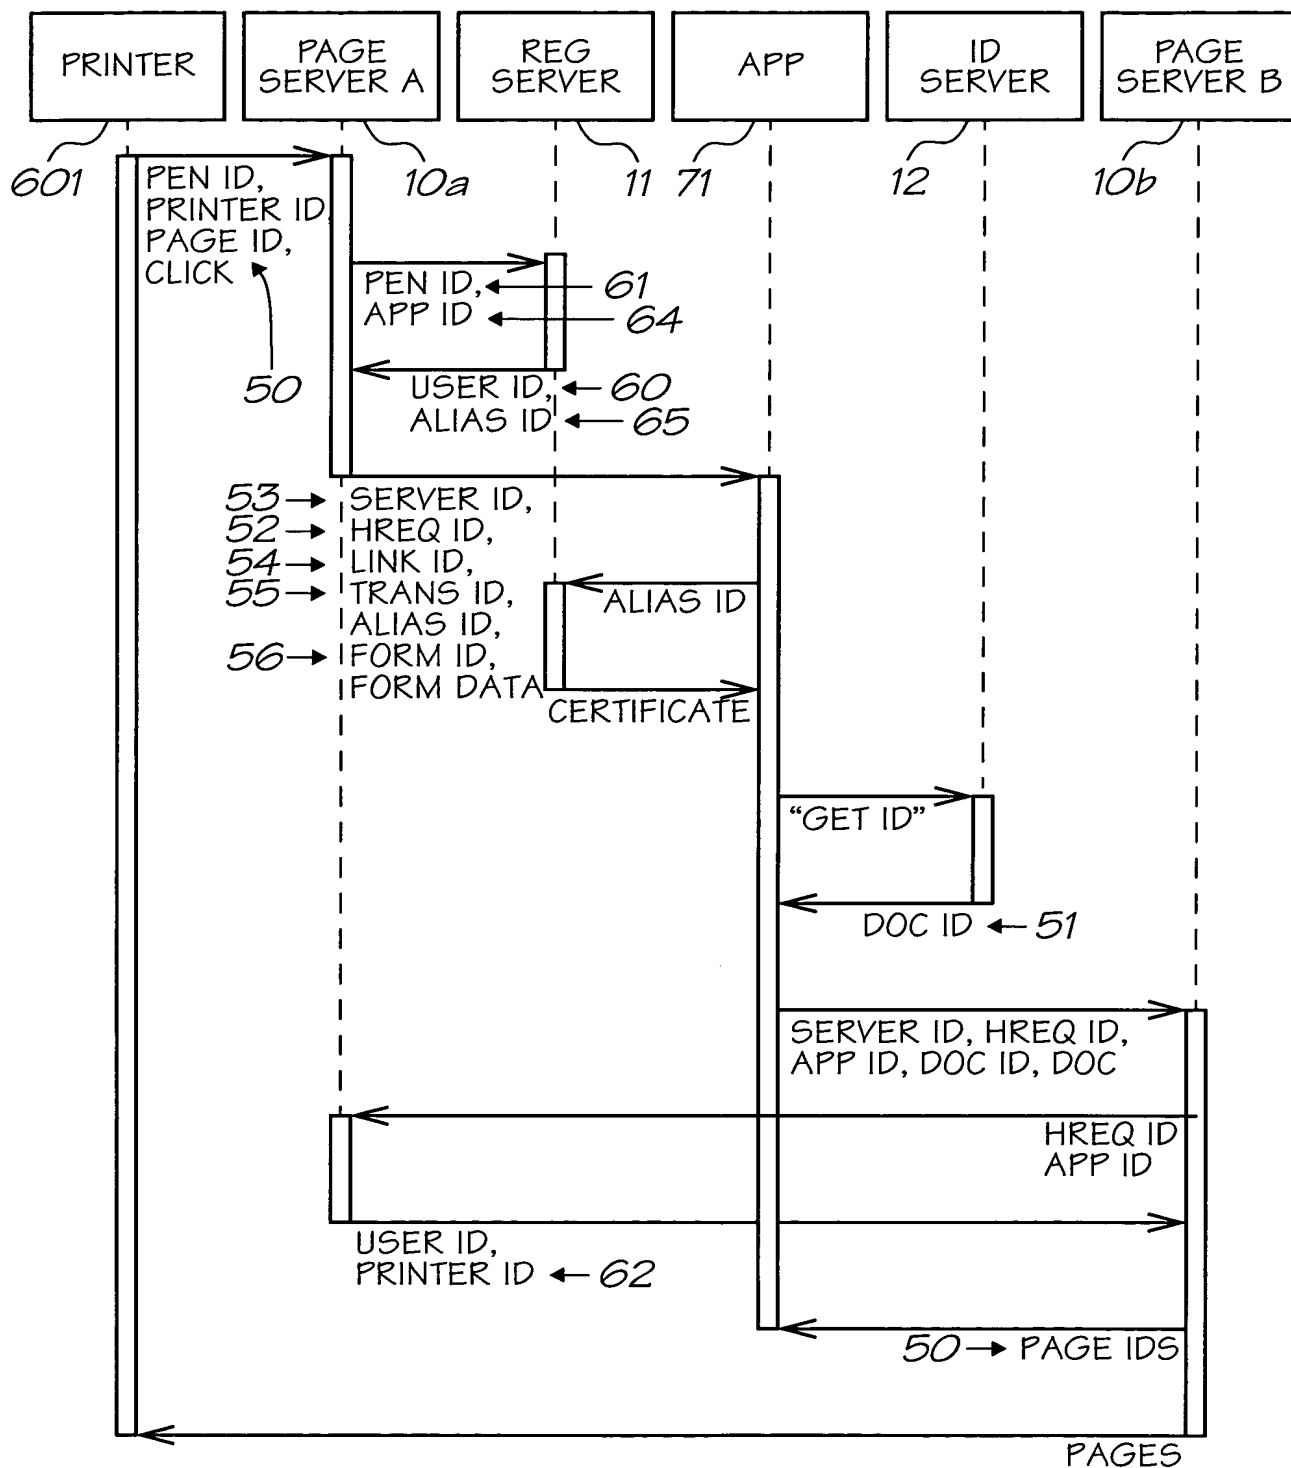 PRINTER
PAGE
SERVER A
REG
SERVER
APP
ID
SERVER
PAGE
SERVER B
601
10a
11
71
12
10b
PEN ID,
PRINTER ID
PAGE ID,
CLICK
50
PEN ID,
61
APP ID
64
USER ID,
60
ALIAS ID
65
53
SERVER ID,
52
HREQ ID,
54
LINK ID,
55
TRANS ID,
ALIAS ID,
56
FORM ID,
FORM DATA
ALIAS ID
CERTIFICATE
“GET ID”
DOC ID
51
SERVER ID, HREQ ID,
APP ID, DOC ID, DOC
HREQ ID
APP ID
USER ID,
PRINTER ID
62
50
PAGE IDS
PAGES